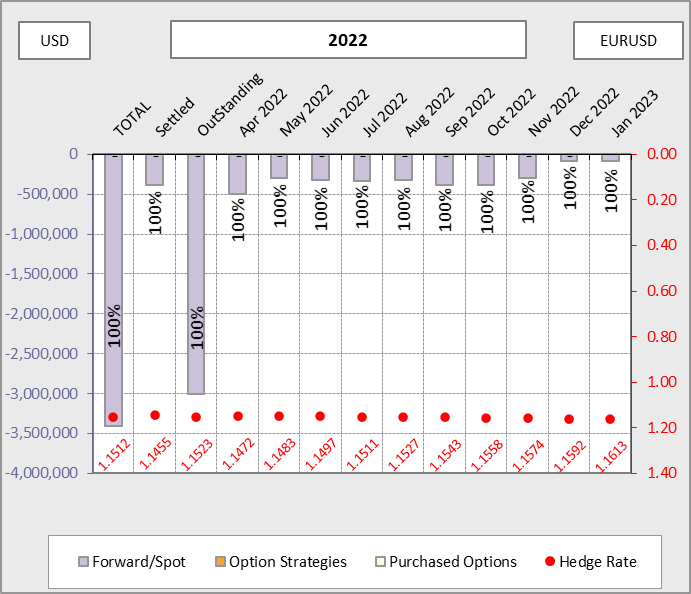 USD
2022
EURUSD
TOTAL
Settled
OutStanding
Apr 2022
May 2022
Jun 2022
Jul 2022
Aug 2022
Sep 2022
Oct 2022
Nov 2022
Dec 2022
Jan 2023
0
-500,000
-1,000,000
-1,500,000
-2,000,000
-2,500,000
-3,000,000
-3,500,000
-4,000,000
100%
100%
100%
100%
100%
100%
100%
100%
100%
100%
100%
100%
100%
0.00
0.20
0.40
0.60
0.80
1.00
1.20
1.40
1.1512
1.1455
1.1523
1.1472
1.1483
1.1497
1.1511
1.1527
1.1543
1.1558
1.1574
1.1592
1.1613
Forward/Spot
Option Strategies
Purchased Options
Hedge Rate